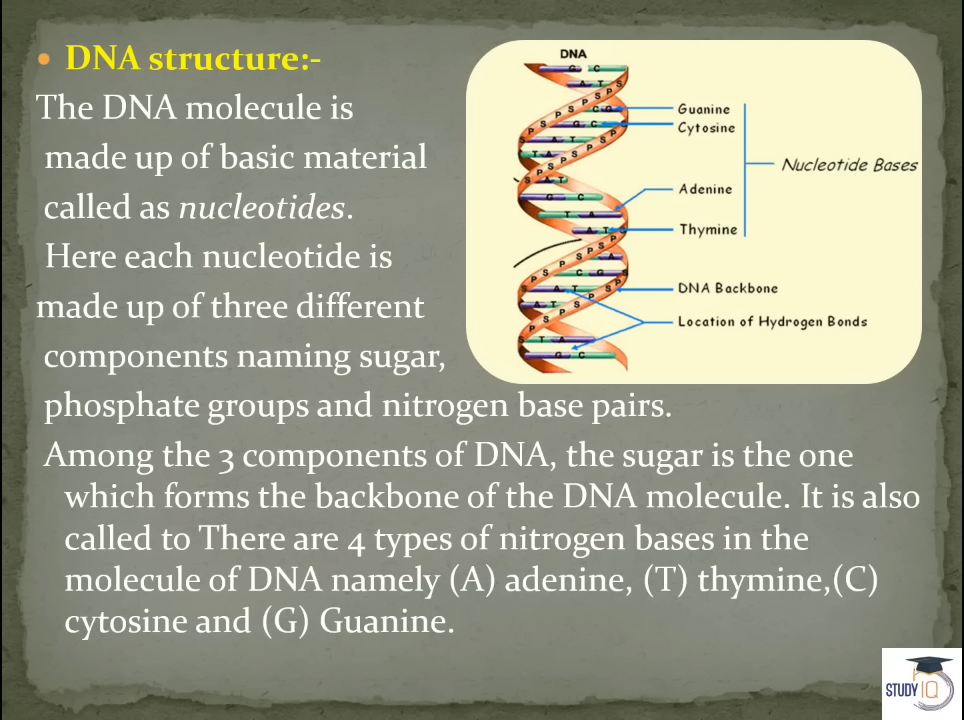 DNA structure:-
The DNA molecule is
made up of basic material
called as nucleotides.
Here each nucleotide is
made up of three different
components naming sugar,
phosphate groups and nitrogen base pairs.
Among the 3 components of DNA, the sugar is the one
which forms the backbone of the DNA molecule. It is also
called to There are 4 types of nitrogen bases in the
molecule of DNA namely (A) adenine, (T) thymine,(C)
cytosine and (G) Guanine.
DNA
Guanine
Cytosine
Nucleotide Bases
Adenine
Thymine
DNA Backbone
Location of Hydrogen Bonds
STUDY IQ